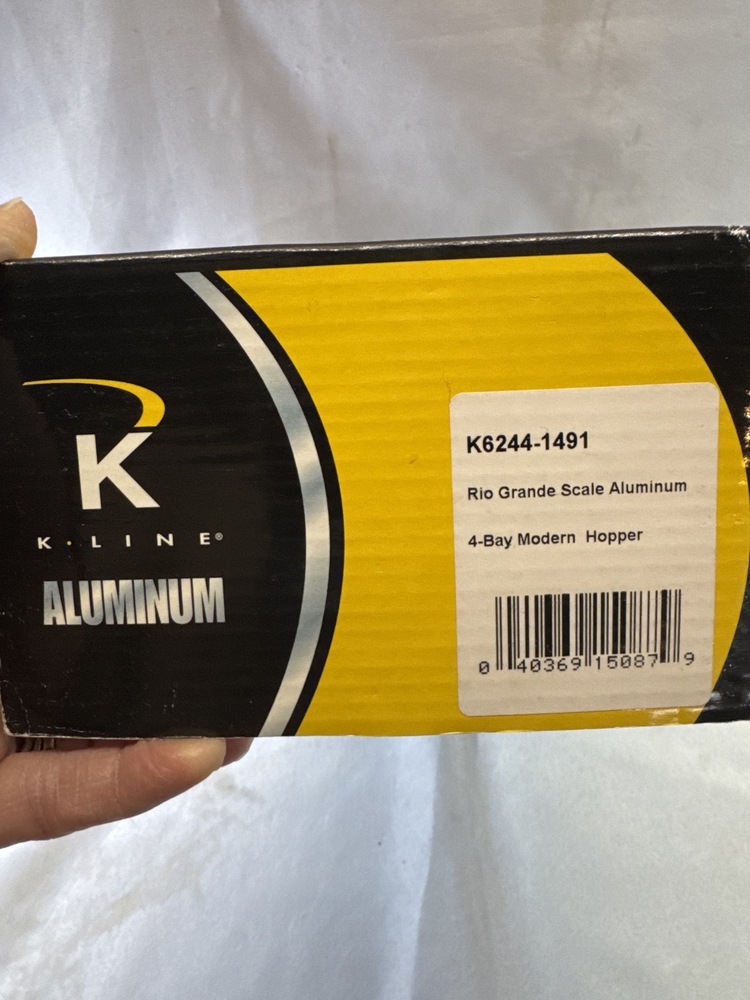 K
K·LINE®
ALUMINUM
K6244-1491
Rio Grande Scale Aluminum
4-Bay Modern Hopper
0 40369 15087 9